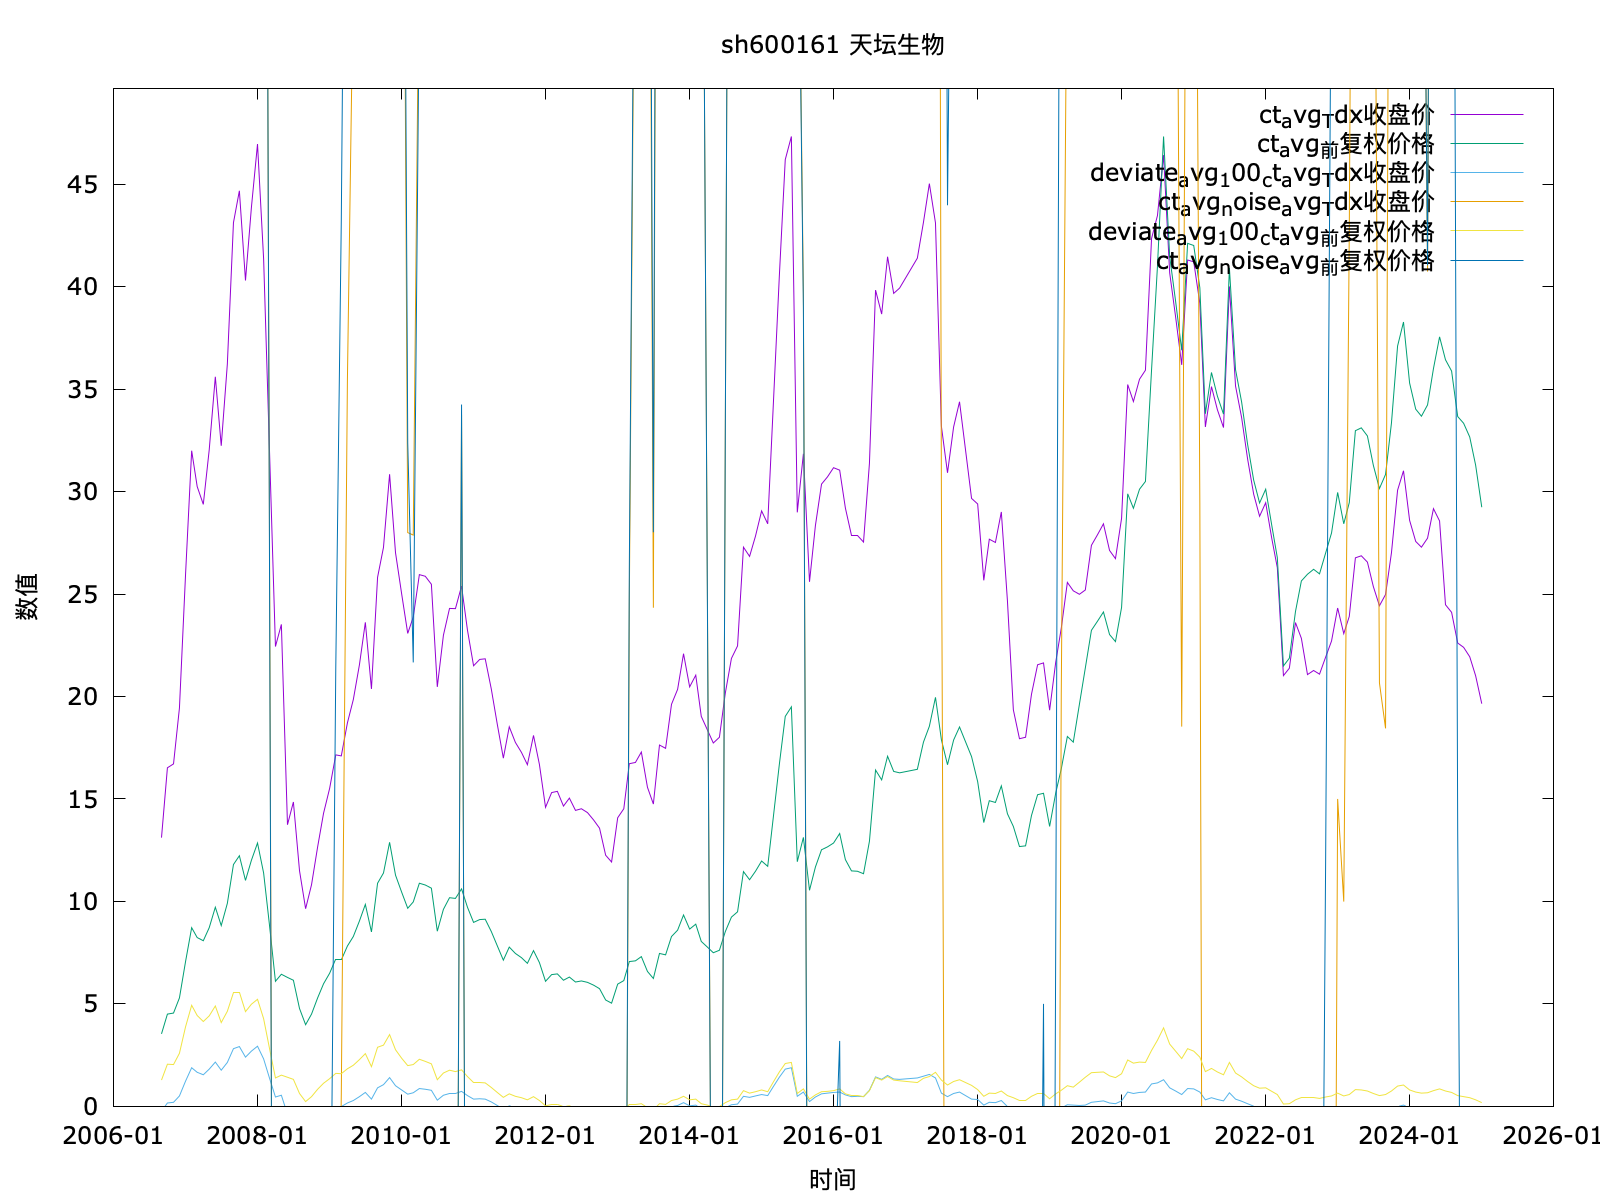 sh600161 天坛生物
ct_avg_Tdx收盘价
ct_avg_前复权价格
deviate_avg_100_ct_avg_Tdx收盘价
ct_avg_noise_avg_Tdx收盘价
deviate_avg_100_ct_avg_前复权价格
ct_avg_noise_avg_前复权价格
45
40
35
30
25
20
15
10
5
0
数值
2006-01 2008-01 2010-01 2012-01 2014-01 2016-01 2018-01 2020-01 2022-01 2024-01 2026-01
时间